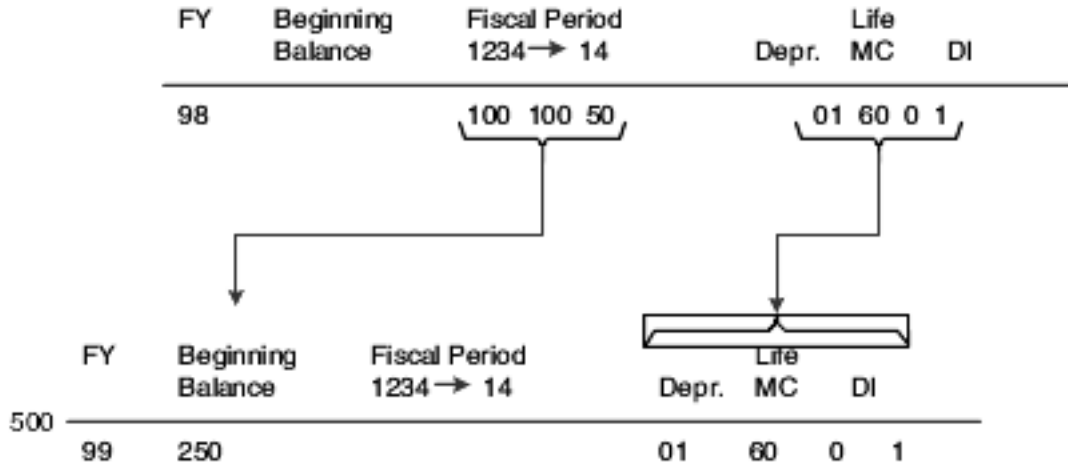 FY Beginning Fiscal Period Life
Balance 1234→ 14 Depr. MC DI
98 100 100 50 01 60 0 1
FY Beginning Fiscal Period Life
Balance 1234→ 14 Depr. MC DI
500
99 250 01 60 0 1